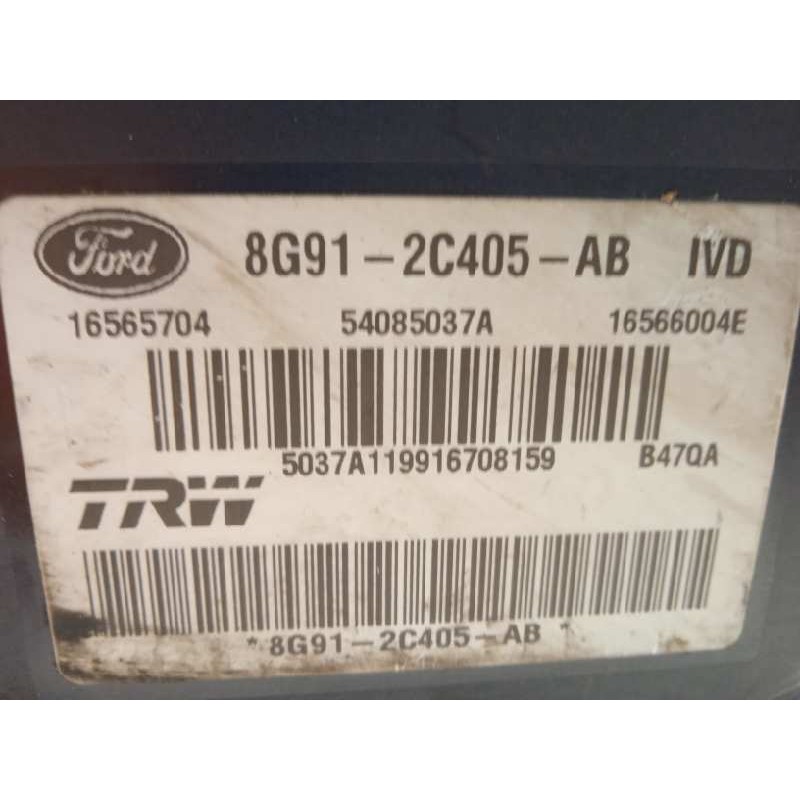 Ford 8G91-2C405-AB IVD
16565704 54085037A 16566004E
5037A119916708159 B47QA
TRW
*8G91-2C405-AB*